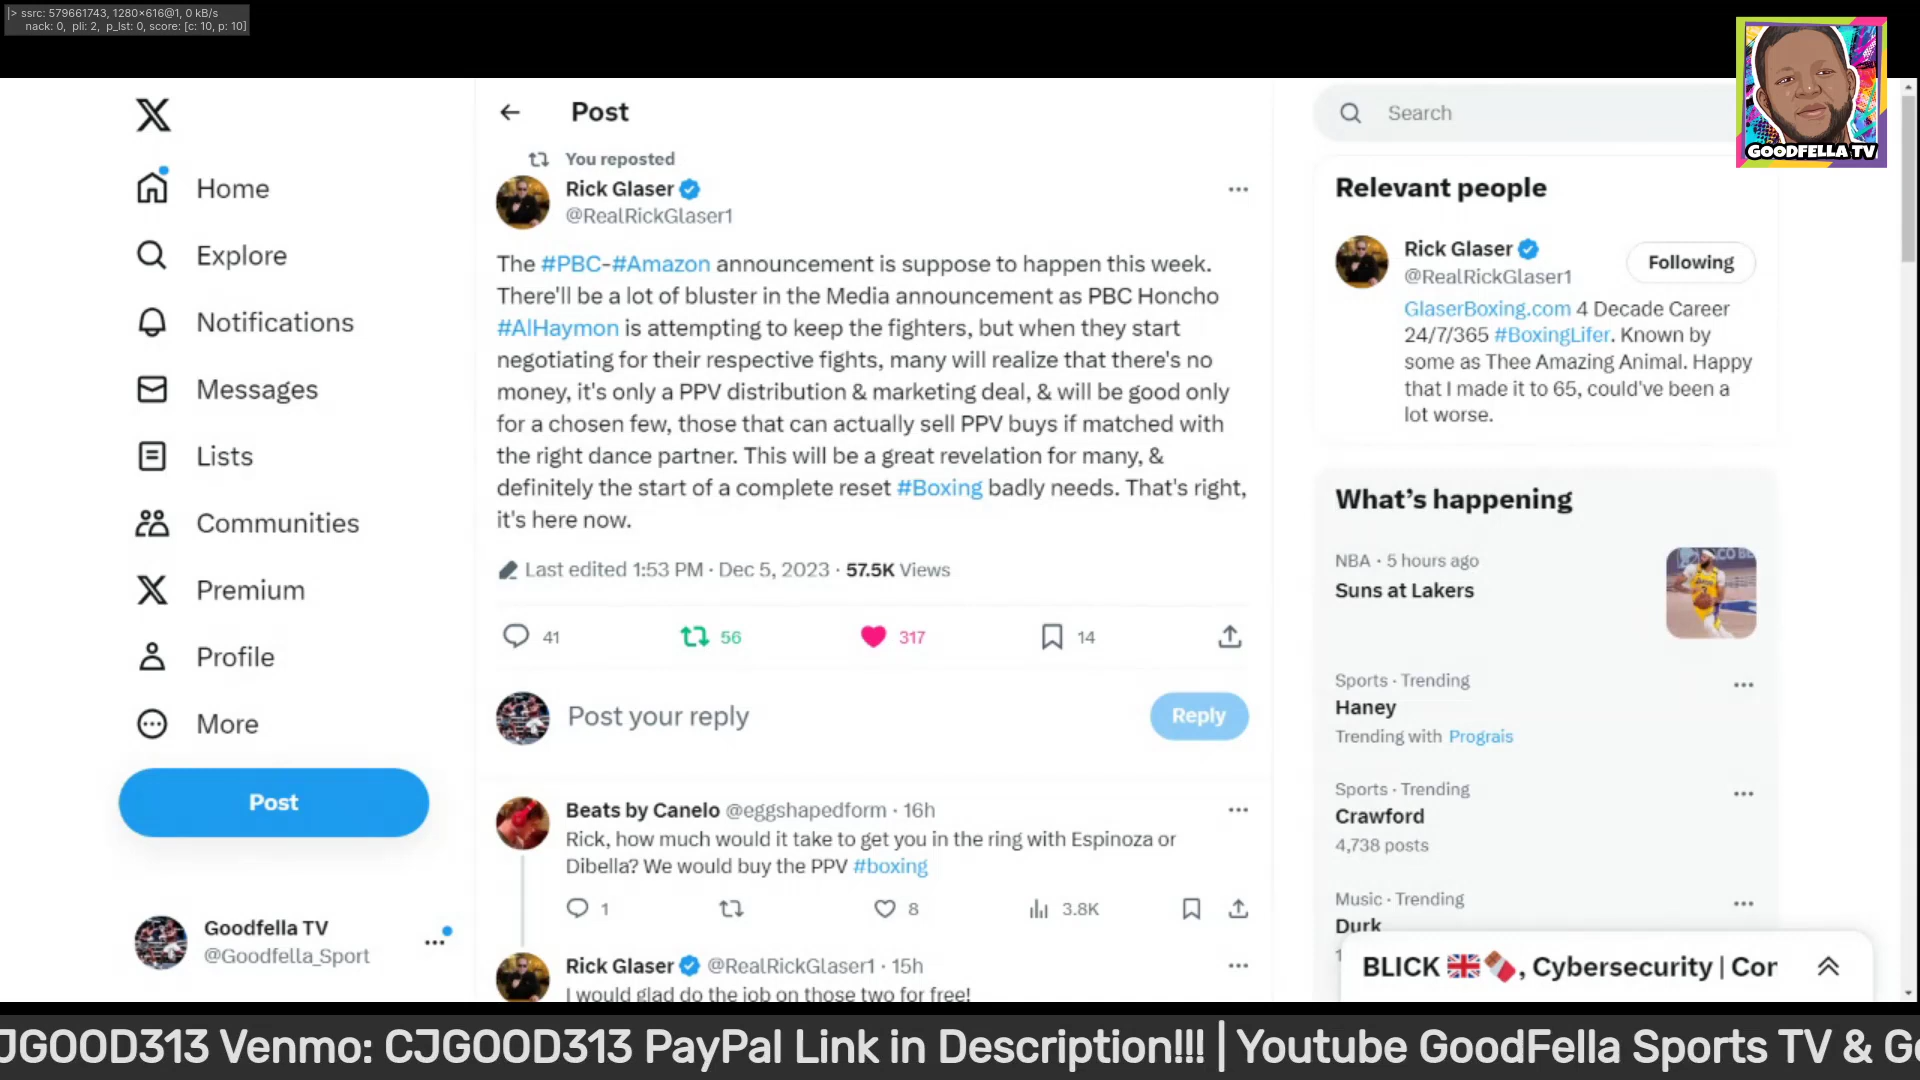 |> ssrc: 579661743, 1280×616@1, 0 kB/s
nack: 0, pli: 2, p_lst: 0, score: [c: 10, p: 10]
GOODFELLA TV
Home
Explore
Notifications
Messages
Lists
Communities
Premium
Profile
More
Post
Goodfella TV
@Goodfella_Sport
Post
You reposted
Rick Glaser
@RealRickGlaser1
The #PBC-#Amazon announcement is suppose to happen this week.
There'll be a lot of bluster in the Media announcement as PBC Honcho
#AlHaymon is attempting to keep the fighters, but when they start
negotiating for their respective fights, many will realize that there's no
money, it's only a PPV distribution & marketing deal, & will be good only
for a chosen few, those that can actually sell PPV buys if matched with
the right dance partner. This will be a great revelation for many, &
definitely the start of a complete reset #Boxing badly needs. That's right,
it's here now.
Last edited 1:53 PM · Dec 5, 2023 · 57.5K Views
41 56 317 14
Post your reply
Reply
Beats by Canelo @eggshapedform · 16h
Rick, how much would it take to get you in the ring with Espinoza or
Dibella? We would buy the PPV #boxing
1 8 3.8K
Rick Glaser @RealRickGlaser1 · 15h
I would glad do the job on those two for free!
Search
Relevant people
Rick Glaser
@RealRickGlaser1
Following
GlaserBoxing.com 4 Decade Career
24/7/365 #BoxingLifer. Known by
some as Thee Amazing Animal. Happy
that I made it to 65, could've been a
lot worse.
What's happening
NBA · 5 hours ago
Suns at Lakers
Sports · Trending
Haney
Trending with Prograis
Sports · Trending
Crawford
4,738 posts
Music · Trending
Durk
BLICK 🇬🇧🍫, Cybersecurity | Cor
JGOOD313 Venmo: CJGOOD313 PayPal Link in Description!!! | Youtube GoodFella Sports TV & G